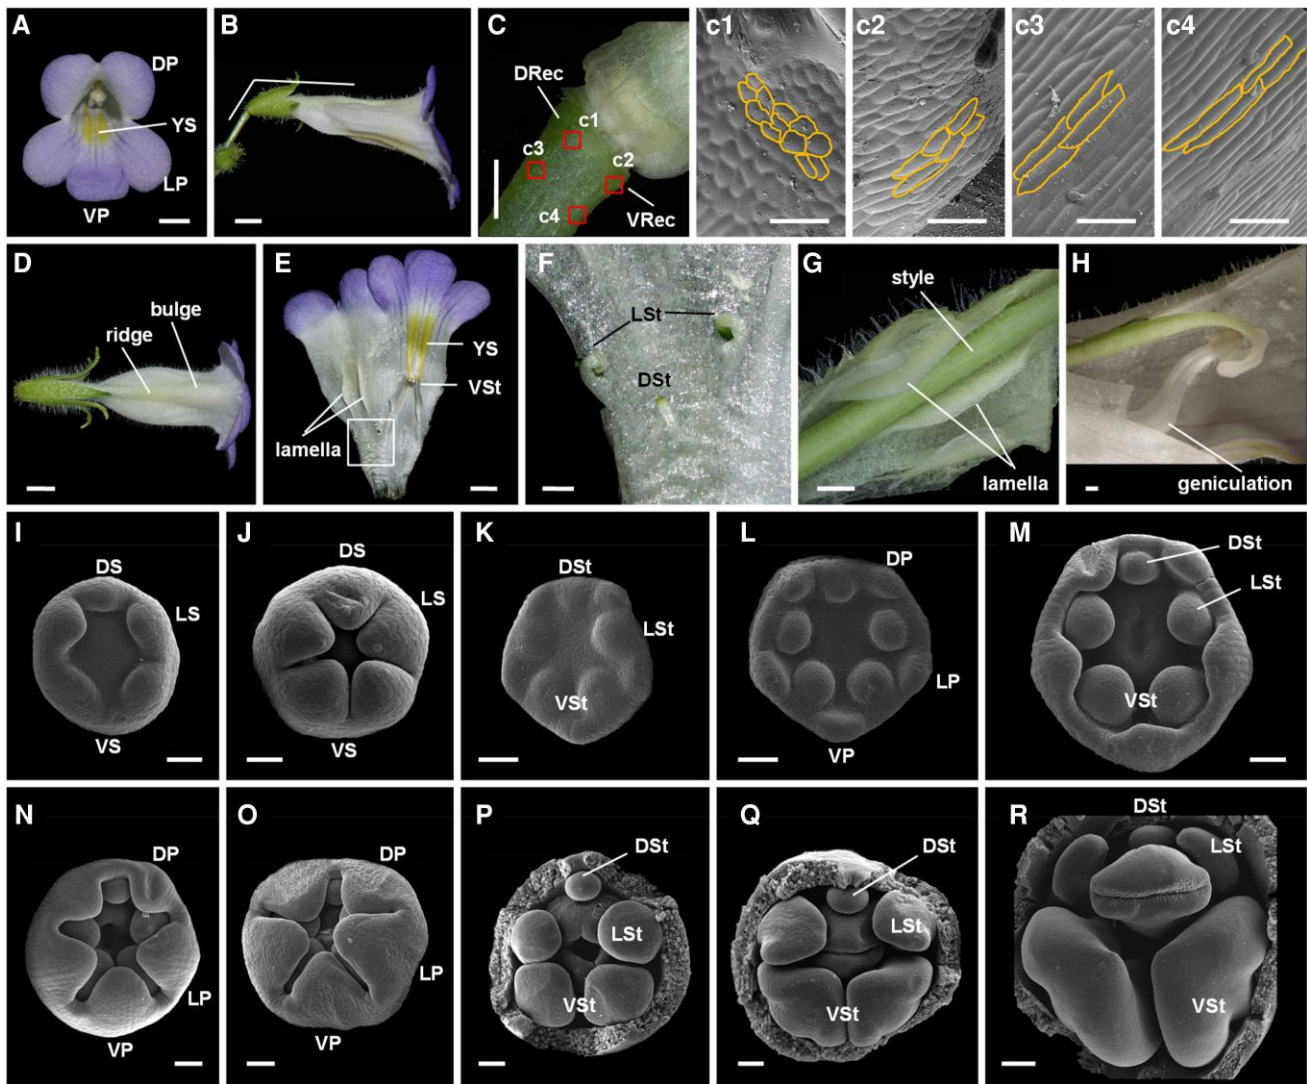 A
DP
YS
LP
VP
B
C
DRec
c1
c3
c2
c4
VRec
c1
c2
c3
c4
D
bulge
ridge
E
YS
VSt
lamella
F
LSt
DSt
G
style
lamella
H
geniculation
I
DS
LS
VS
J
DS
LS
VS
K
DSt
LSt
VSt
L
DP
LP
VP
M
DSt
LSt
VSt
N
DP
LP
VP
O
DP
LP
VP
P
DSt
LSt
VSt
Q
DSt
LSt
VSt
R
DSt
LSt
VSt